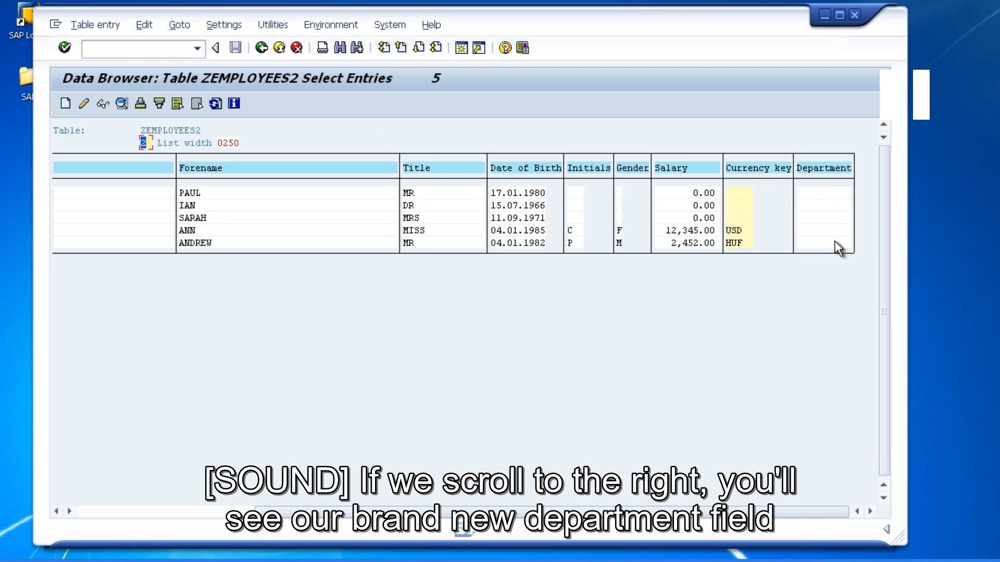 SAP Lo
SAI
Table entry Edit Goto Settings Utilities Environment System Help
Data Browser: Table ZEMPLOYEES2 Select Entries 5
Table: ZEMPLOYEES2
2 List width 0250
Forename Title Date of Birth Initials Gender Salary Currency key Department
PAUL MR 17.01.1980 0.00
IAN DR 15.07.1966 0.00
SARAH MRS 11.09.1971 0.00
ANN MISS 04.01.1985 C F 12,345.00 USD
ANDREW MR 04.01.1982 P M 2,452.00 HUF
[SOUND] If we scroll to the right, you'll
see our brand new department field